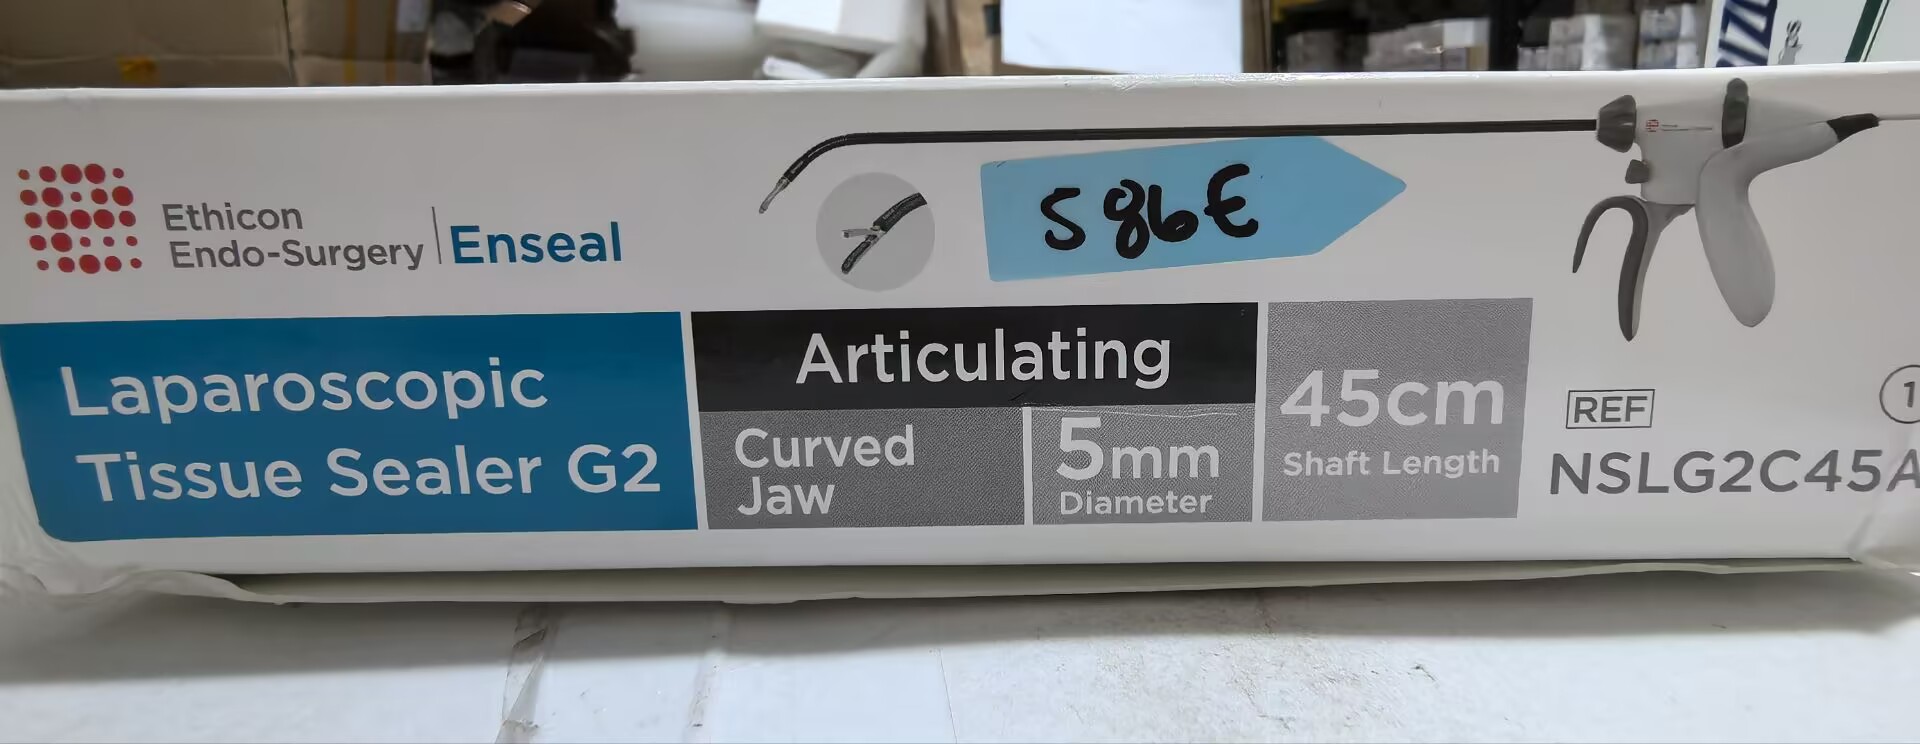 Ethicon
Endo-Surgery
Enseal
586€
Laparoscopic
Tissue Sealer G2
Articulating
Curved
Jaw
5mm
Diameter
45cm
Shaft Length
REF
1
NSLG2C45A